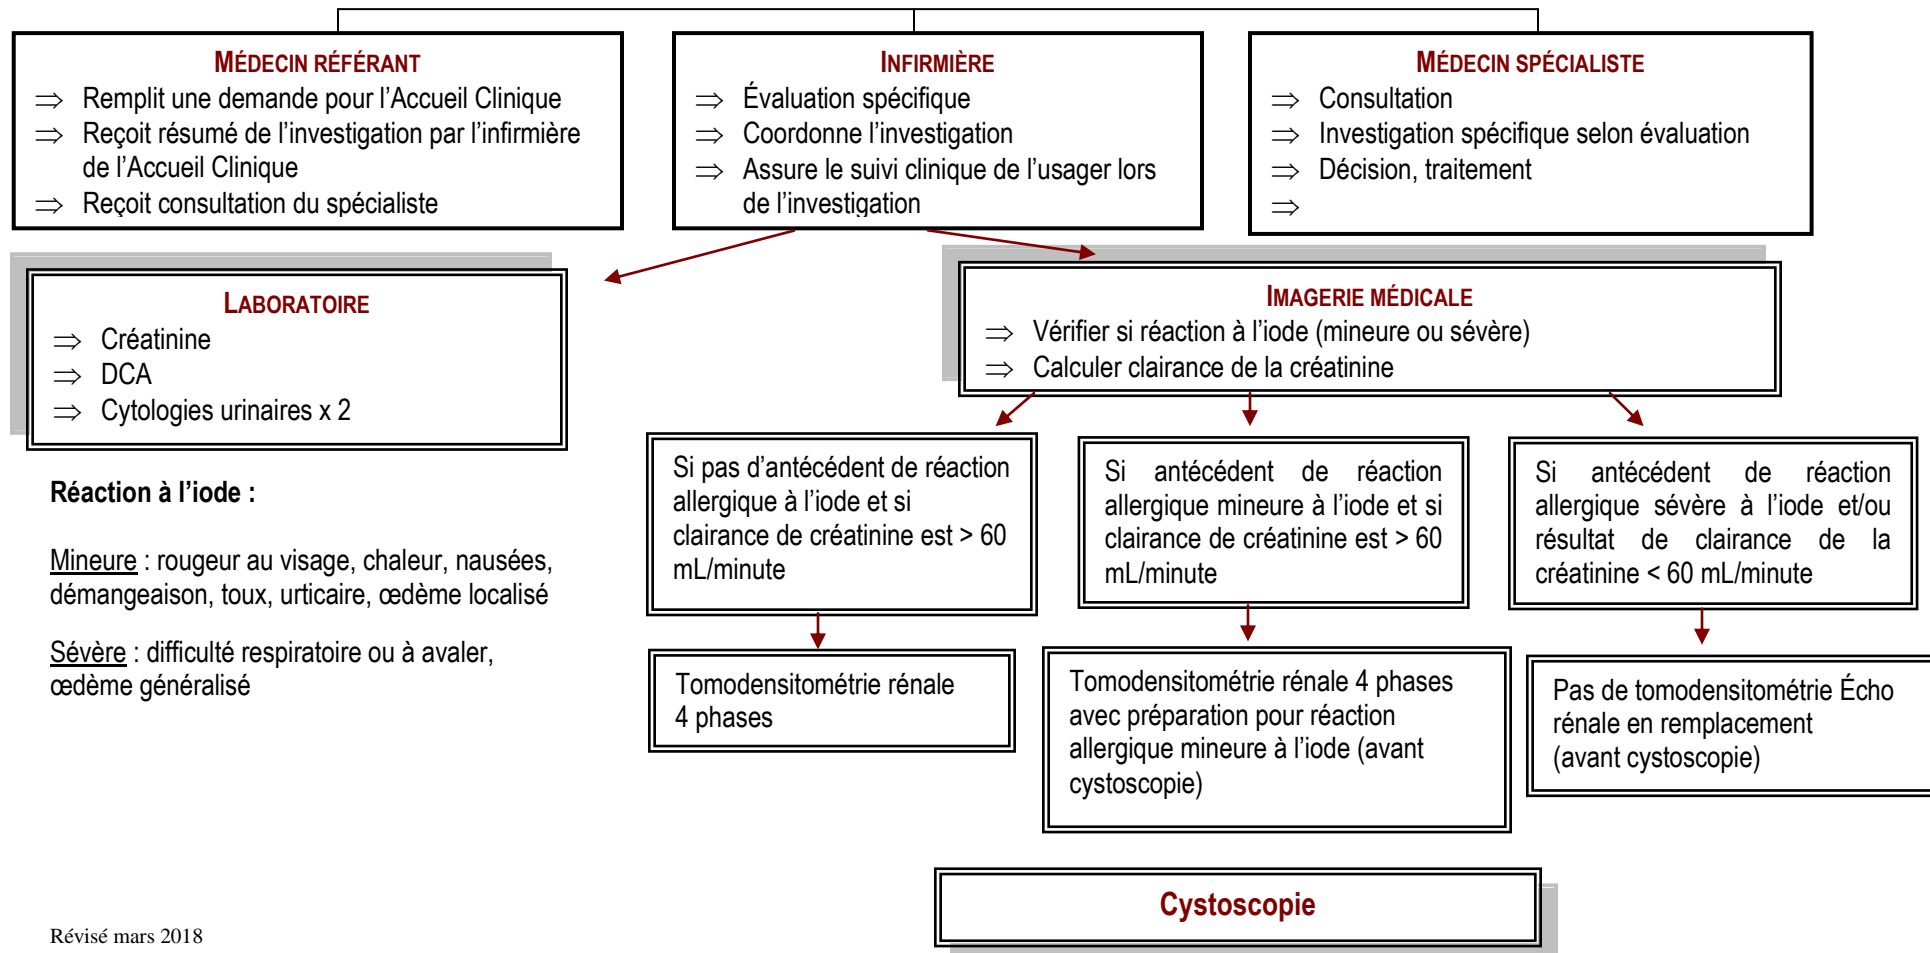 MÉDECIN RÉFÉRANT
⇒ Remplit une demande pour l’Accueil Clinique
⇒ Reçoit résumé de l’investigation par l’infirmière
de l’Accueil Clinique
⇒ Reçoit consultation du spécialiste
INFIRMIÈRE
⇒ Évaluation spécifique
⇒ Coordonne l’investigation
⇒ Assure le suivi clinique de l’usager lors
de l’investigation
MÉDECIN SPÉCIALISTE
⇒ Consultation
⇒ Investigation spécifique selon évaluation
⇒ Décision, traitement
⇒
LABORATOIRE
⇒ Créatinine
⇒ DCA
⇒ Cytologies urinaires x 2
IMAGERIE MÉDICALE
⇒ Vérifier si réaction à l’iode (mineure ou sévère)
⇒ Calculer clairance de la créatinine
Si pas d’antécédent de réaction
allergique à l’iode et si
clairance de créatinine est > 60
mL/minute
Si antécédent de réaction
allergique mineure à l’iode et si
clairance de créatinine est > 60
mL/minute
Si antécédent de réaction
allergique sévère à l’iode et/ou
résultat de clairance de la
créatinine < 60 mL/minute
Réaction à l’iode :
Mineure : rougeur au visage, chaleur, nausées,
démangeaison, toux, urticaire, œdème localisé
Sévère : difficulté respiratoire ou à avaler,
œdème généralisé
Tomodensitométrie rénale
4 phases
Tomodensitométrie rénale 4 phases
avec préparation pour réaction
allergique mineure à l’iode (avant
cystoscopie)
Pas de tomodensitométrie Écho
rénale en remplacement
(avant cystoscopie)
Cystoscopie
Révisé mars 2018